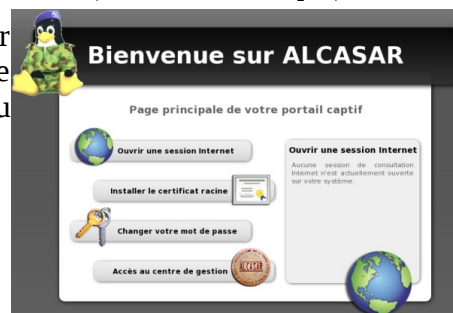 r
e
u
Bienvenue sur ALCASAR
Page principale de votre portail captif
Ouvrir une session Internet
Installer le certificat racine
Changer votre mot de passe
Accès au centre de gestion
ALCASAR
Ouvrir une session Internet
Aucune session de consultation
Internet n'est actuellement ouverte
sur votre système.